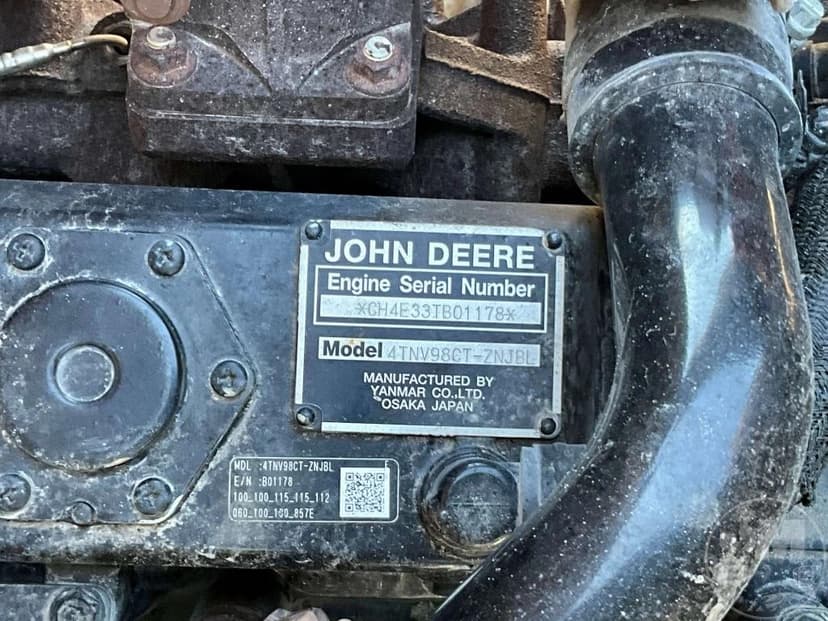 JOHN DEERE
Engine Serial Number
*CH4E33TB01178*
Model 4TNV98CT-ZNJBL
MANUFACTURED BY
YANMAR CO.,LTD.
OSAKA JAPAN
MDL :4TNV98CT-ZNJBL
E/N :B01178
100_100_115_115_112
060_100_100_857E